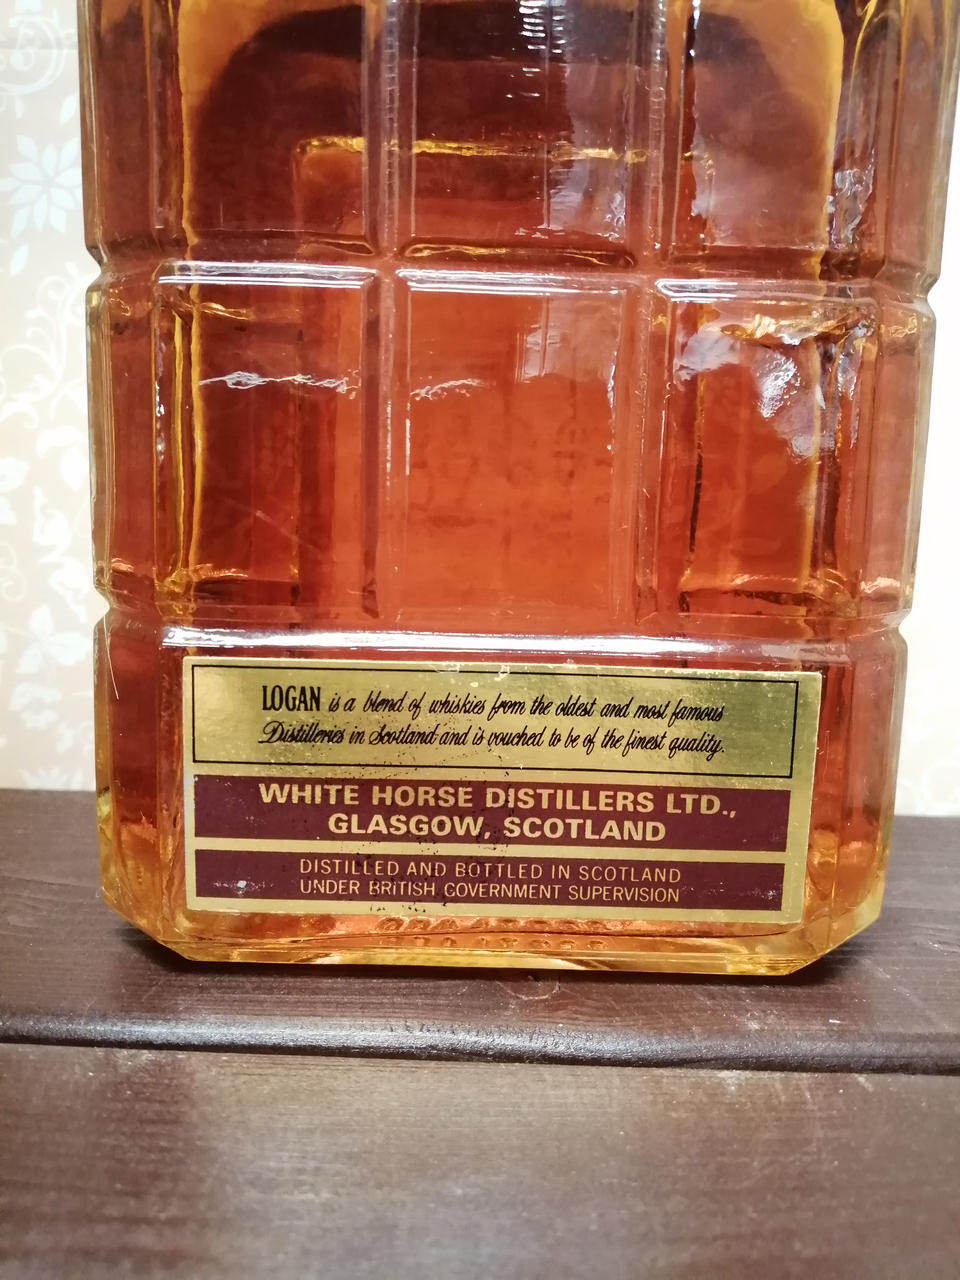 LOGAN is a blend of whiskies from the oldest and most famous
Distilleries in Scotland and is vouched to be of the finest quality.
WHITE HORSE DISTILLERS LTD.,
GLASGOW, SCOTLAND
DISTILLED AND BOTTLED IN SCOTLAND
UNDER BRITISH GOVERNMENT SUPERVISION